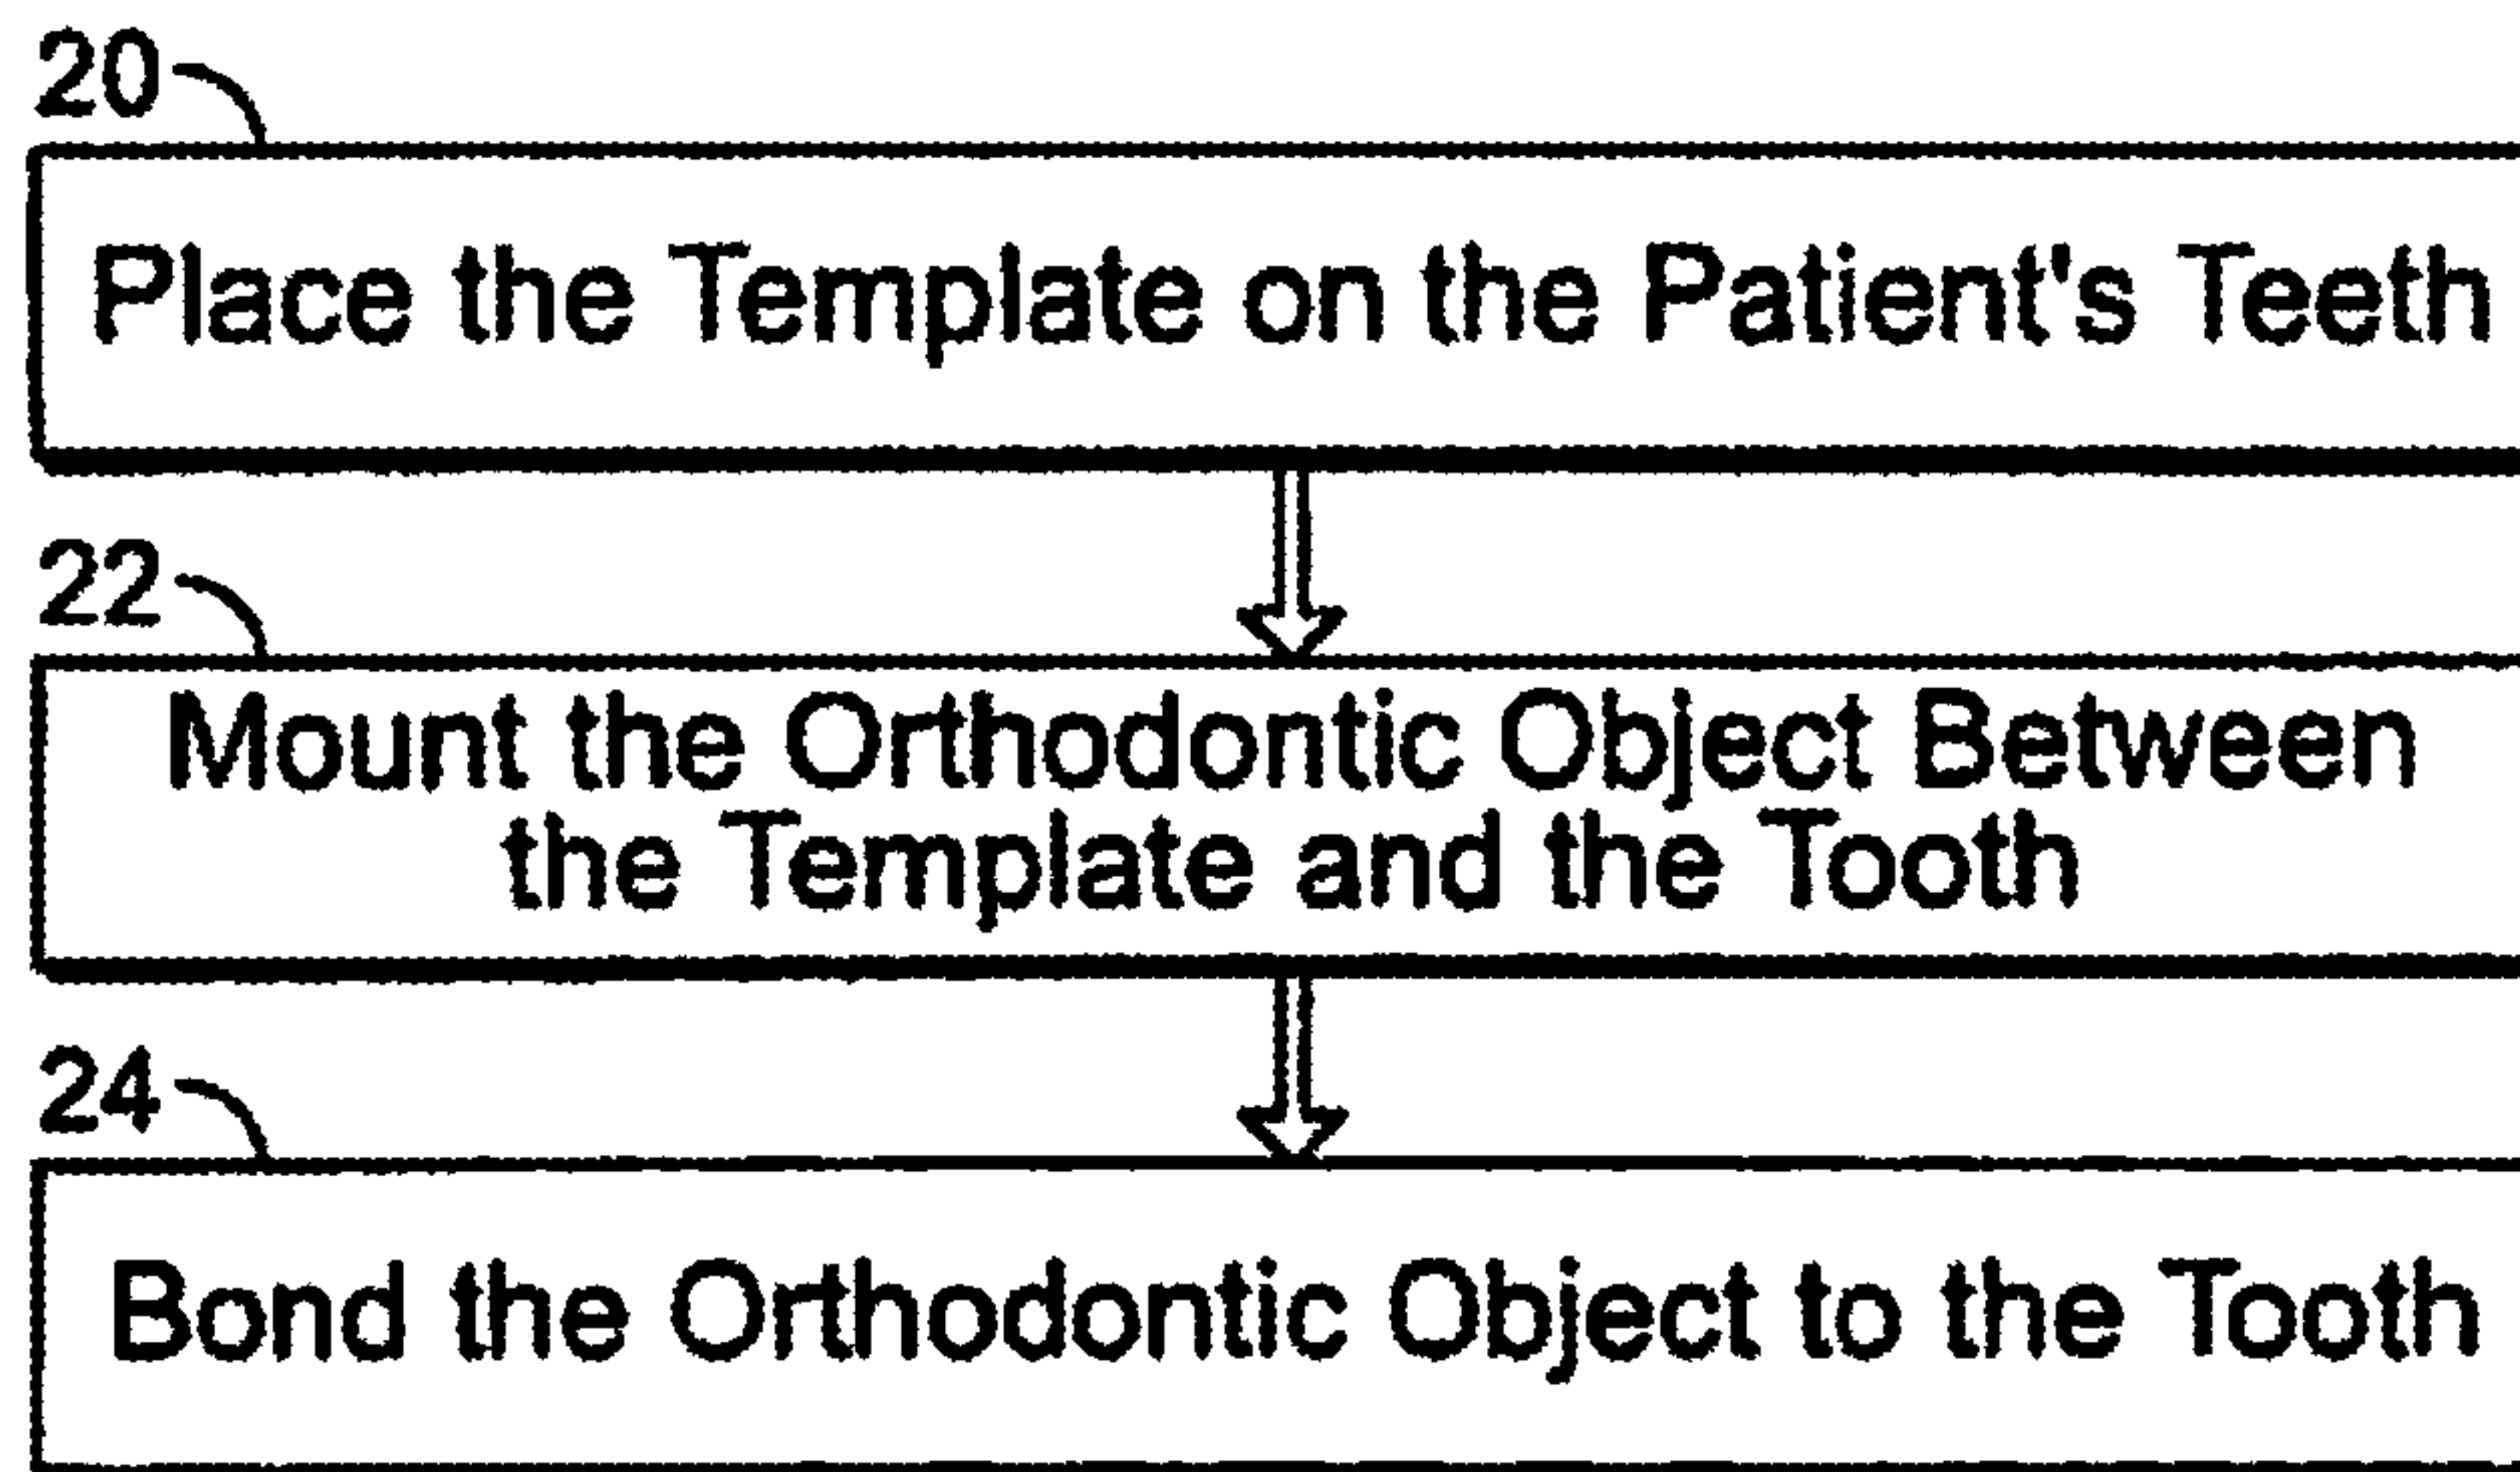 20
Place the Template on the Patient's Teeth
22
Mount the Orthodontic Object Between
the Template and the Tooth
24
Bond the Orthodontic Object to the Tooth